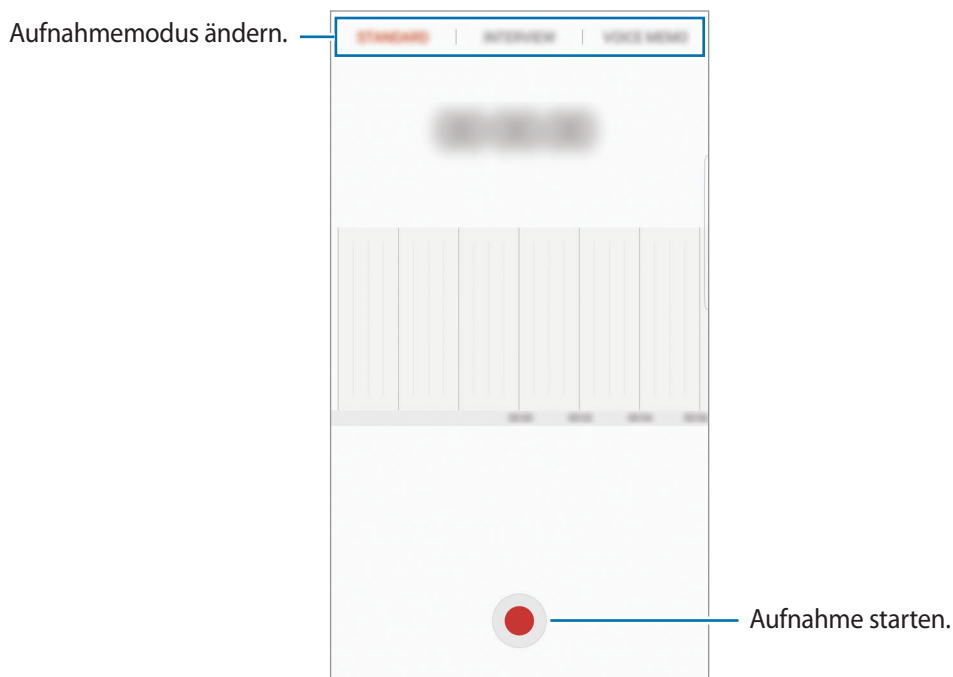 Aufnahmemodus ändern.
STANDARD | INTERVIEW | VOICE MEMO
Aufnahme starten.